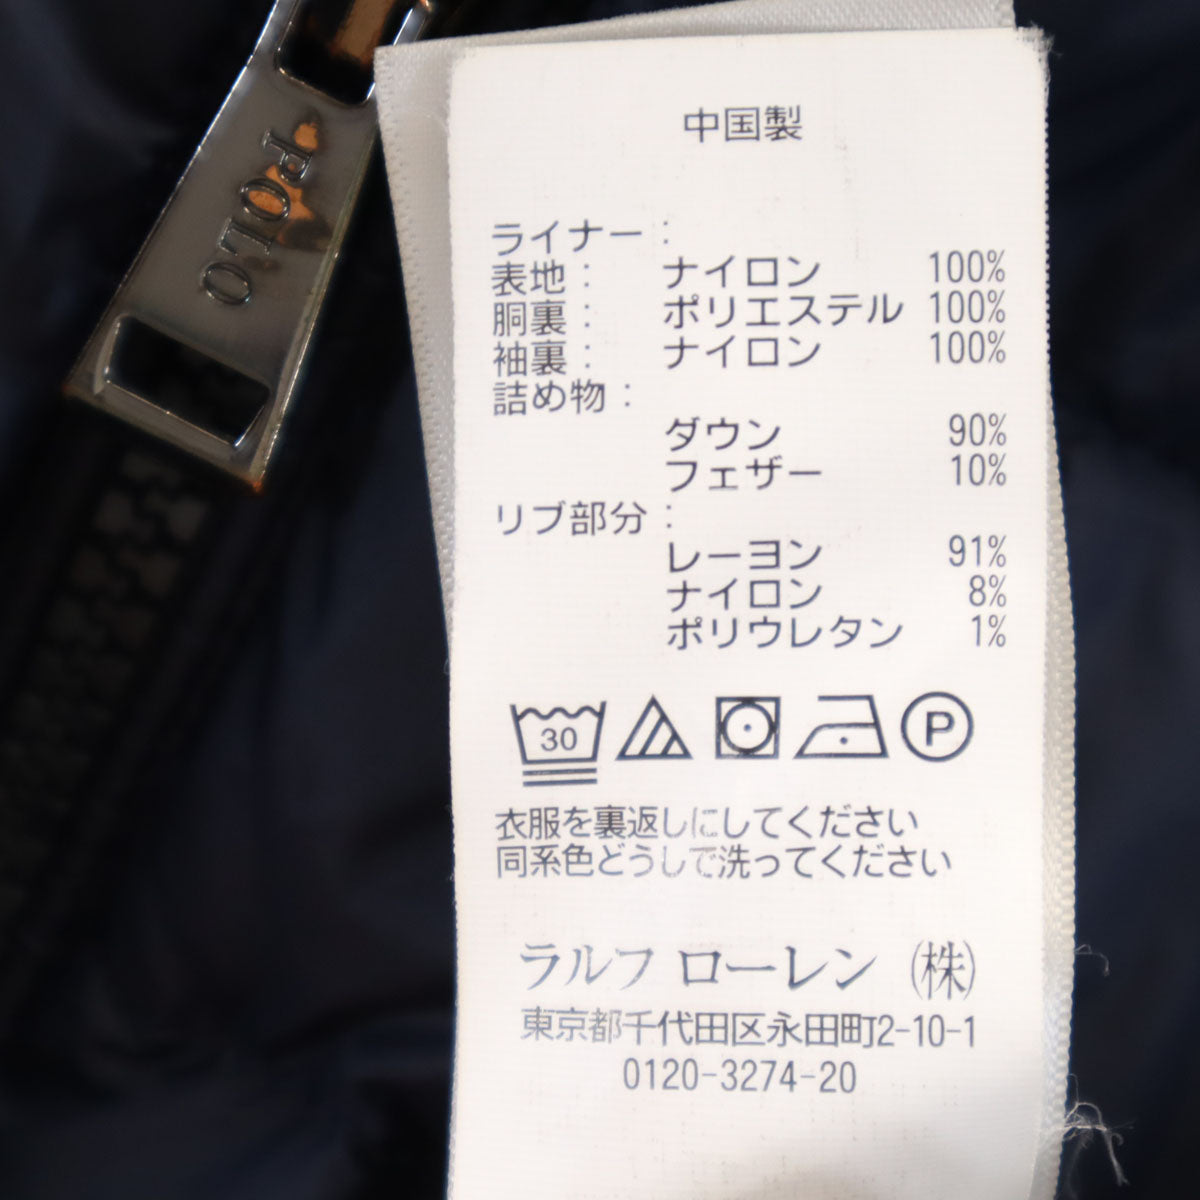 POLO
中国製
ライナー:
表地: ナイロン 100%
胴裏: ポリエステル 100%
袖裏: ナイロン 100%
詰め物:
ダウン 90%
フェザー 10%
リブ部分:
レーヨン 91%
ナイロン 8%
ポリウレタン 1%
30 P
衣服を裏返しにしてください
同系色どうしで洗ってください
ラルフ ローレン (株)
東京都千代田区永田町2-10-1
0120-3274-20